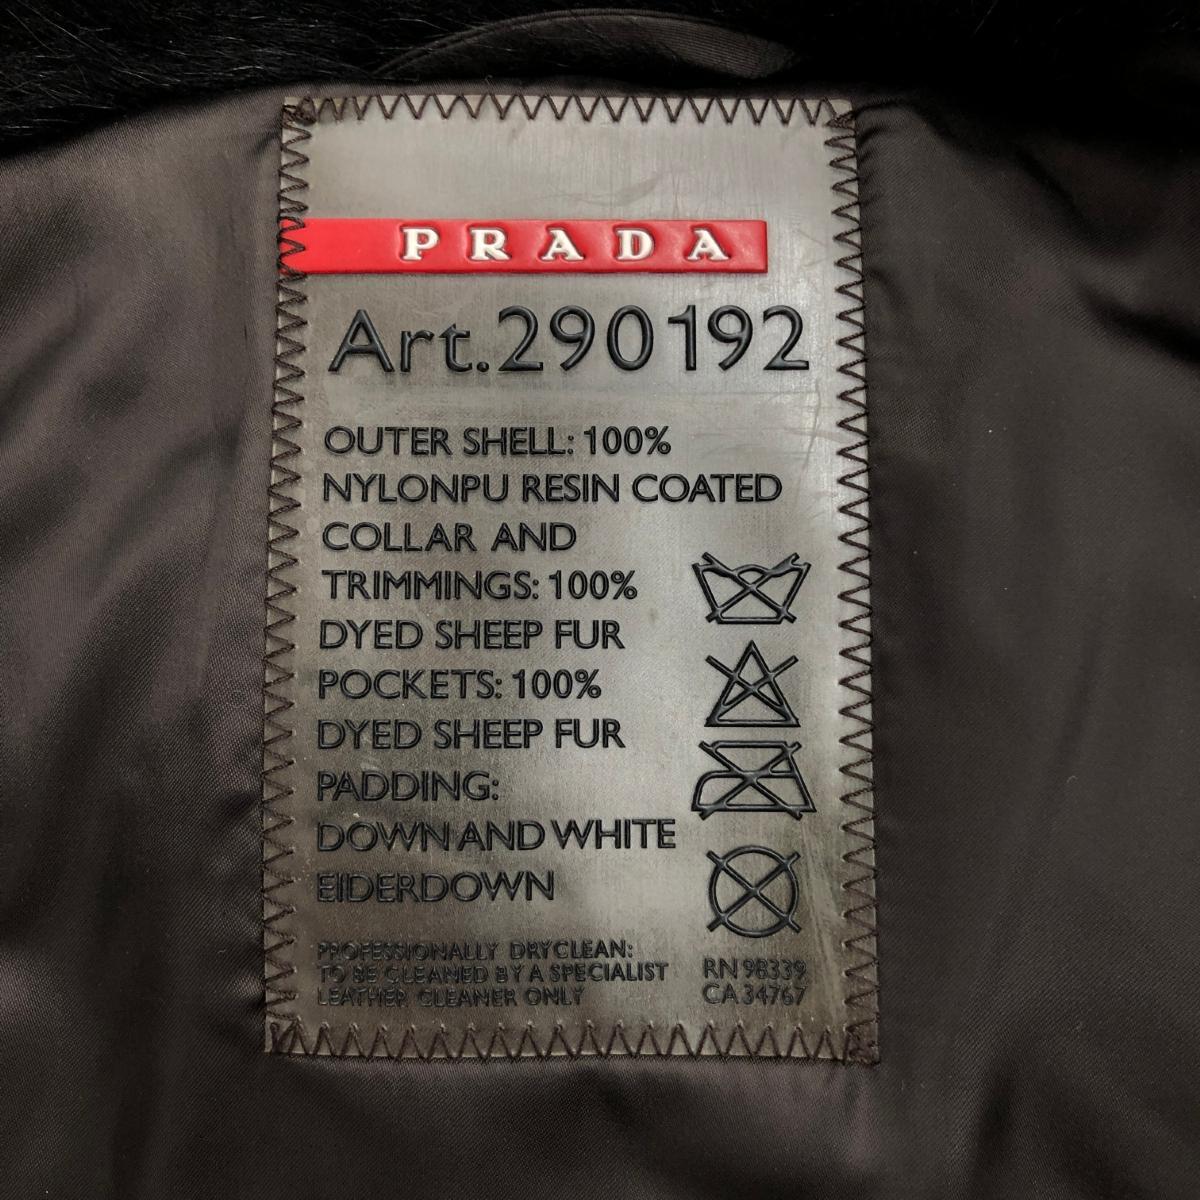 PRADA
Art.290192
OUTER SHELL: 100%
NYLONPU RESIN COATED
COLLAR AND
TRIMMINGS: 100%
DYED SHEEP FUR
POCKETS: 100%
DYED SHEEP FUR
PADDING:
DOWN AND WHITE
EIDERDOWN
PROFESSIONALLY DRYCLEAN:
TO BE CLEANED BY A SPECIALIST
LEATHER CLEANER ONLY
RN 98339
CA 34767